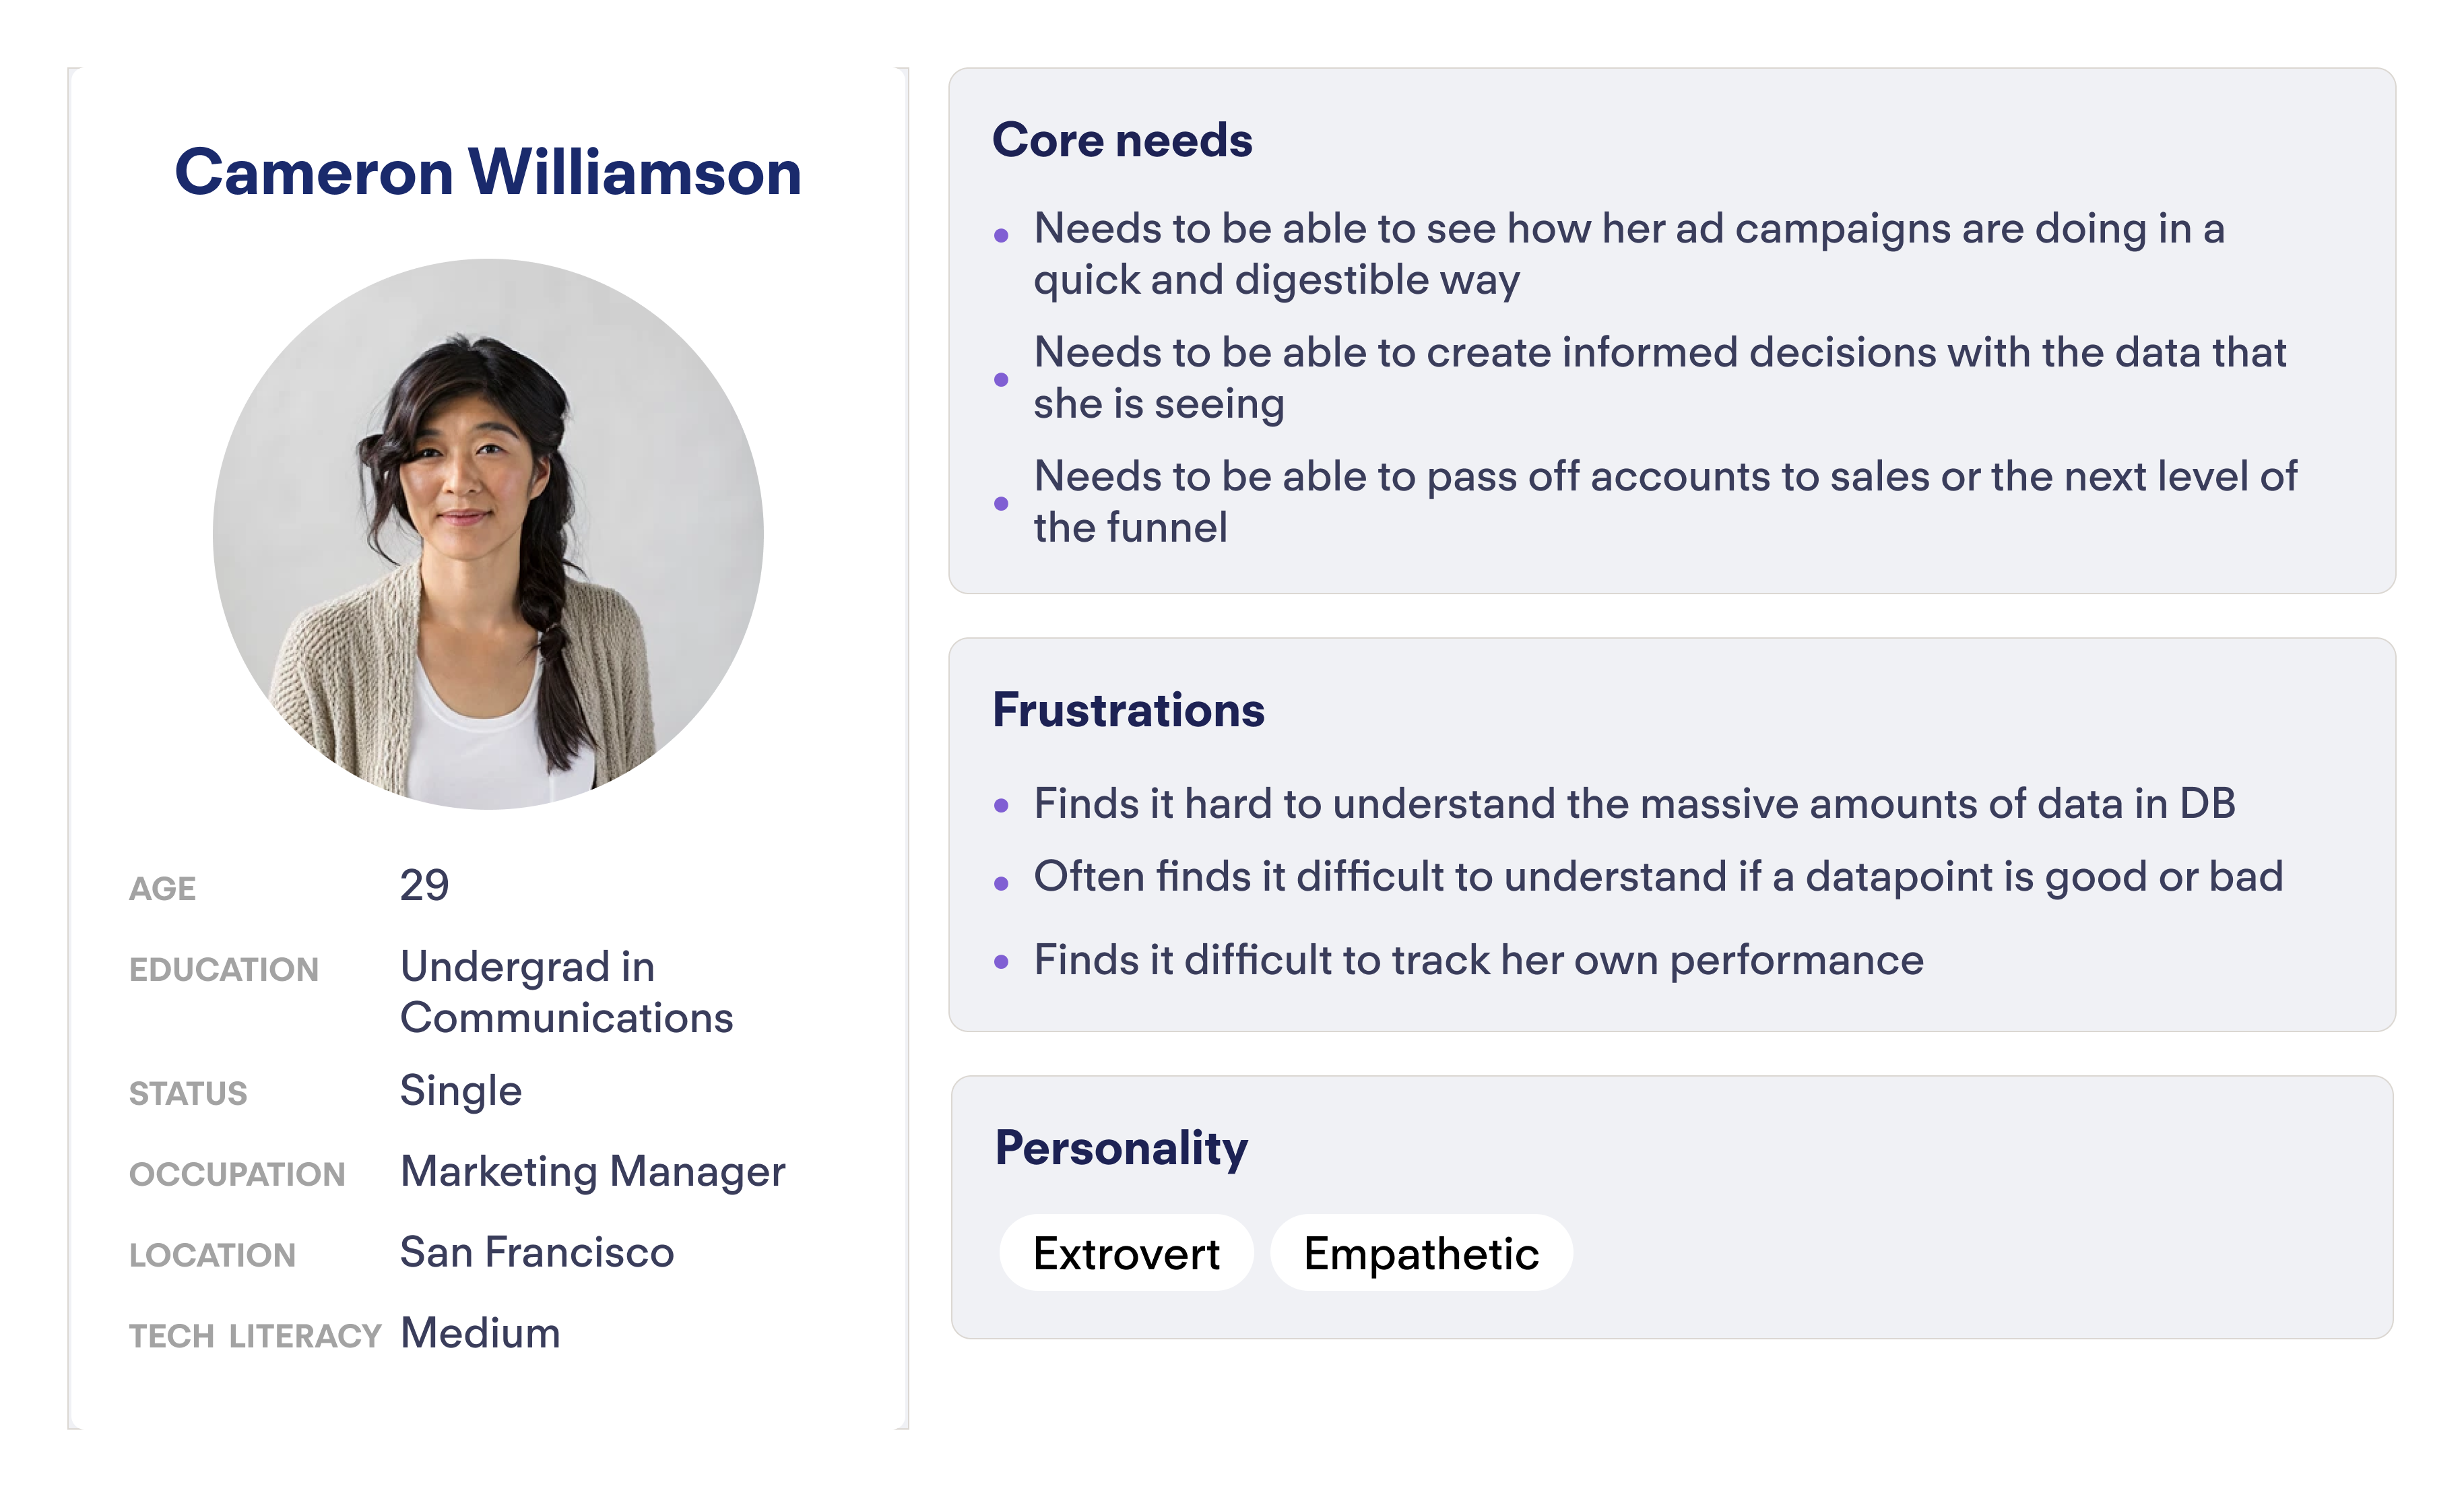 Cameron Williamson
AGE 29
EDUCATION Undergrad in
Communications
STATUS Single
OCCUPATION Marketing Manager
LOCATION San Francisco
TECH LITERACY Medium
Core needs
Needs to be able to see how her ad campaigns are doing in a
quick and digestible way
Needs to be able to create informed decisions with the data that
she is seeing
Needs to be able to pass off accounts to sales or the next level of
the funnel
Frustrations
Finds it hard to understand the massive amounts of data in DB
Often finds it difficult to understand if a datapoint is good or bad
Finds it difficult to track her own performance
Personality
Extrovert Empathetic